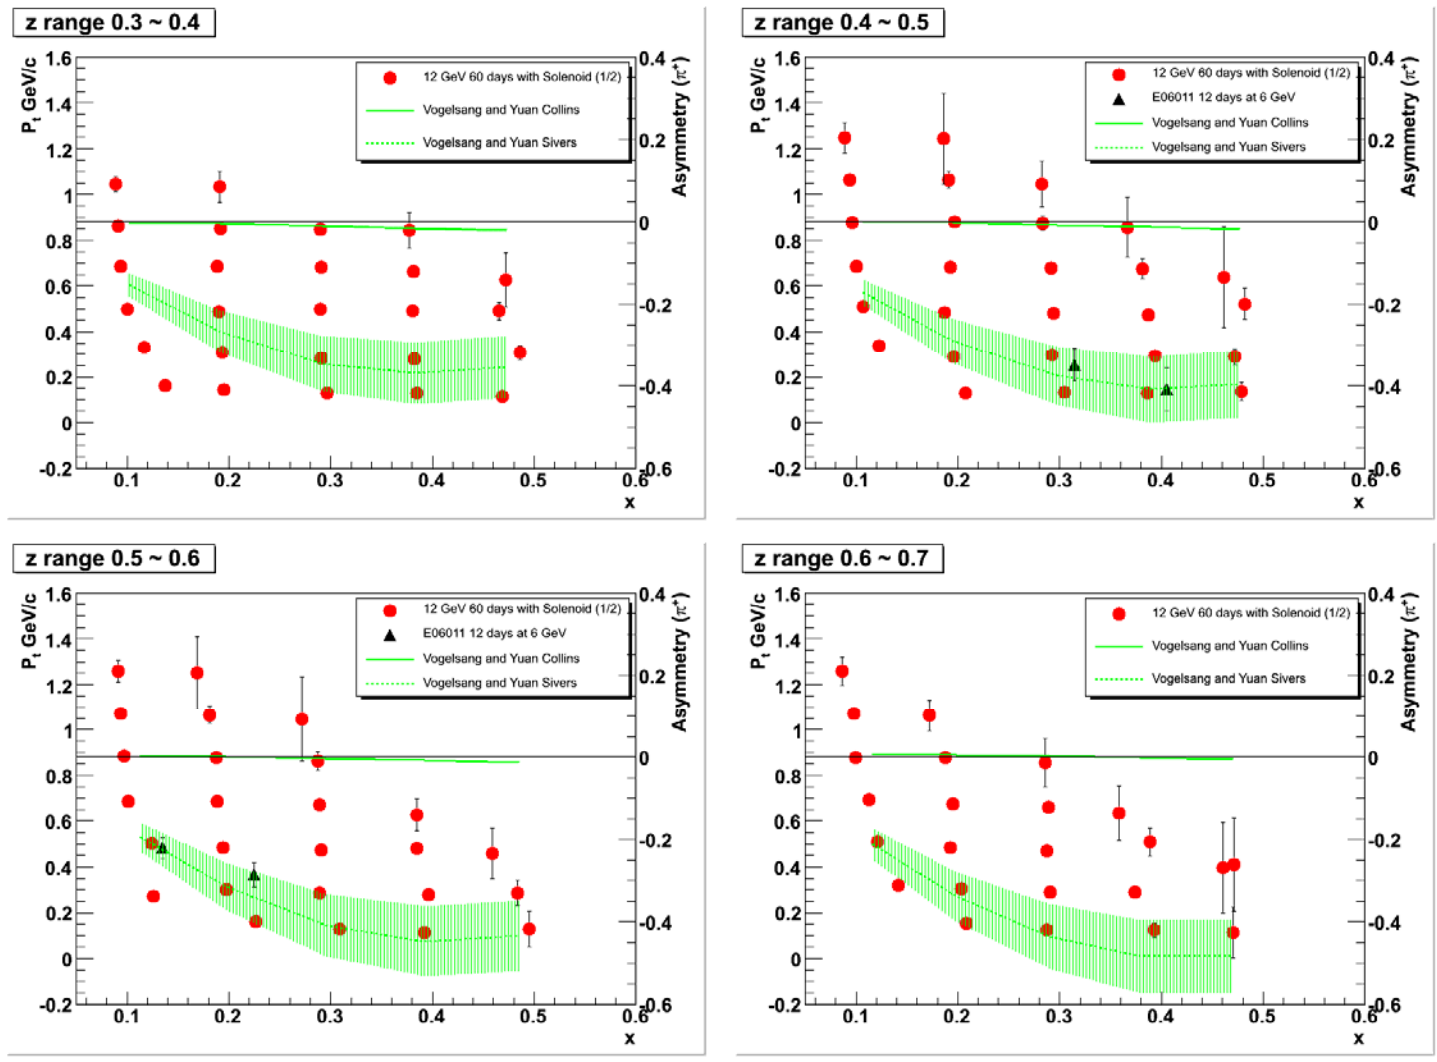 z range 0.3 ~ 0.4
P_t GeV/c
1.6
1.4
1.2
1
0.8
0.6
0.4
0.2
0
-0.2
12 GeV 60 days with Solenoid (1/2)
Vogelsang and Yuan Collins
Vogelsang and Yuan Sivers
0.4
0.2
0
-0.2
-0.4
-0.6
Asymmetry (π⁺)
0.1 0.2 0.3 0.4 0.5 0.6
x
z range 0.4 ~ 0.5
P_t GeV/c
1.6
1.4
1.2
1
0.8
0.6
0.4
0.2
0
-0.2
12 GeV 60 days with Solenoid (1/2)
E06011 12 days at 6 GeV
Vogelsang and Yuan Collins
Vogelsang and Yuan Sivers
0.4
0.2
0
-0.2
-0.4
-0.6
Asymmetry (π⁺)
0.1 0.2 0.3 0.4 0.5 0.6
x
z range 0.5 ~ 0.6
P_t GeV/c
1.6
1.4
1.2
1
0.8
0.6
0.4
0.2
0
-0.2
12 GeV 60 days with Solenoid (1/2)
E06011 12 days at 6 GeV
Vogelsang and Yuan Collins
Vogelsang and Yuan Sivers
0.4
0.2
0
-0.2
-0.4
-0.6
Asymmetry (π⁺)
0.1 0.2 0.3 0.4 0.5 0.6
x
z range 0.6 ~ 0.7
P_t GeV/c
1.6
1.4
1.2
1
0.8
0.6
0.4
0.2
0
-0.2
12 GeV 60 days with Solenoid (1/2)
Vogelsang and Yuan Collins
Vogelsang and Yuan Sivers
0.4
0.2
0
-0.2
-0.4
-0.6
Asymmetry (π⁺)
0.1 0.2 0.3 0.4 0.5 0.6
x